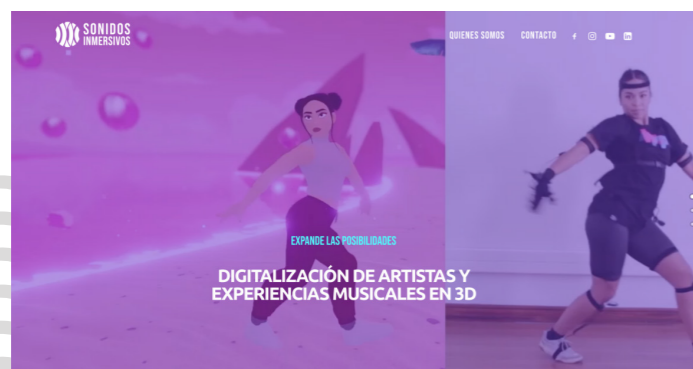 SONIDOS
INMERSIVOS
QUIENES SOMOS
CONTACTO
EXPANDE LAS POSIBILIDADES
DIGITALIZACIÓN DE ARTISTAS Y
EXPERIENCIAS MUSICALES EN 3D